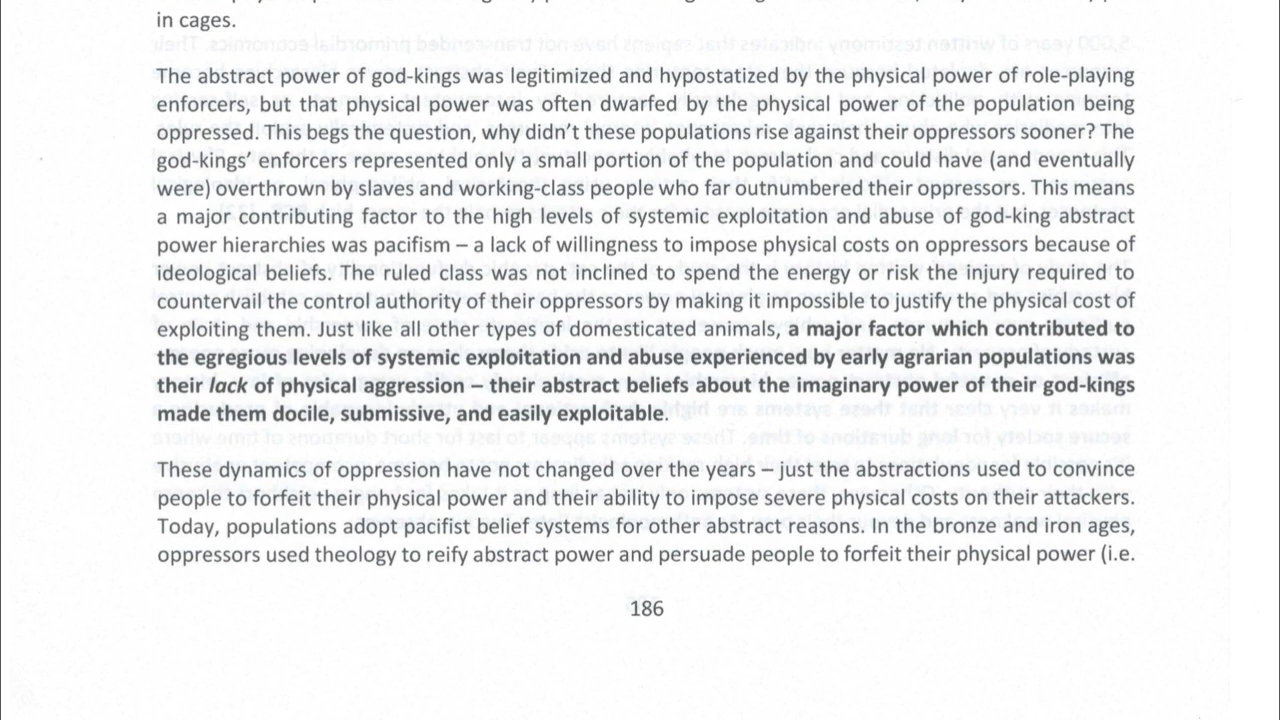 in cages.
The abstract power of god-kings was legitimized and hypostatized by the physical power of role-playing
enforcers, but that physical power was often dwarfed by the physical power of the population being
oppressed. This begs the question, why didn’t these populations rise against their oppressors sooner? The
god-kings’ enforcers represented only a small portion of the population and could have (and eventually
were) overthrown by slaves and working-class people who far outnumbered their oppressors. This means
a major contributing factor to the high levels of systemic exploitation and abuse of god-king abstract
power hierarchies was pacifism – a lack of willingness to impose physical costs on oppressors because of
ideological beliefs. The ruled class was not inclined to spend the energy or risk the injury required to
countervail the control authority of their oppressors by making it impossible to justify the physical cost of
exploiting them. Just like all other types of domesticated animals, a major factor which contributed to
the egregious levels of systemic exploitation and abuse experienced by early agrarian populations was
their lack of physical aggression – their abstract beliefs about the imaginary power of their god-kings
made them docile, submissive, and easily exploitable.
These dynamics of oppression have not changed over the years – just the abstractions used to convince
people to forfeit their physical power and their ability to impose severe physical costs on their attackers.
Today, populations adopt pacifist belief systems for other abstract reasons. In the bronze and iron ages,
oppressors used theology to reify abstract power and persuade people to forfeit their physical power (i.e.
186